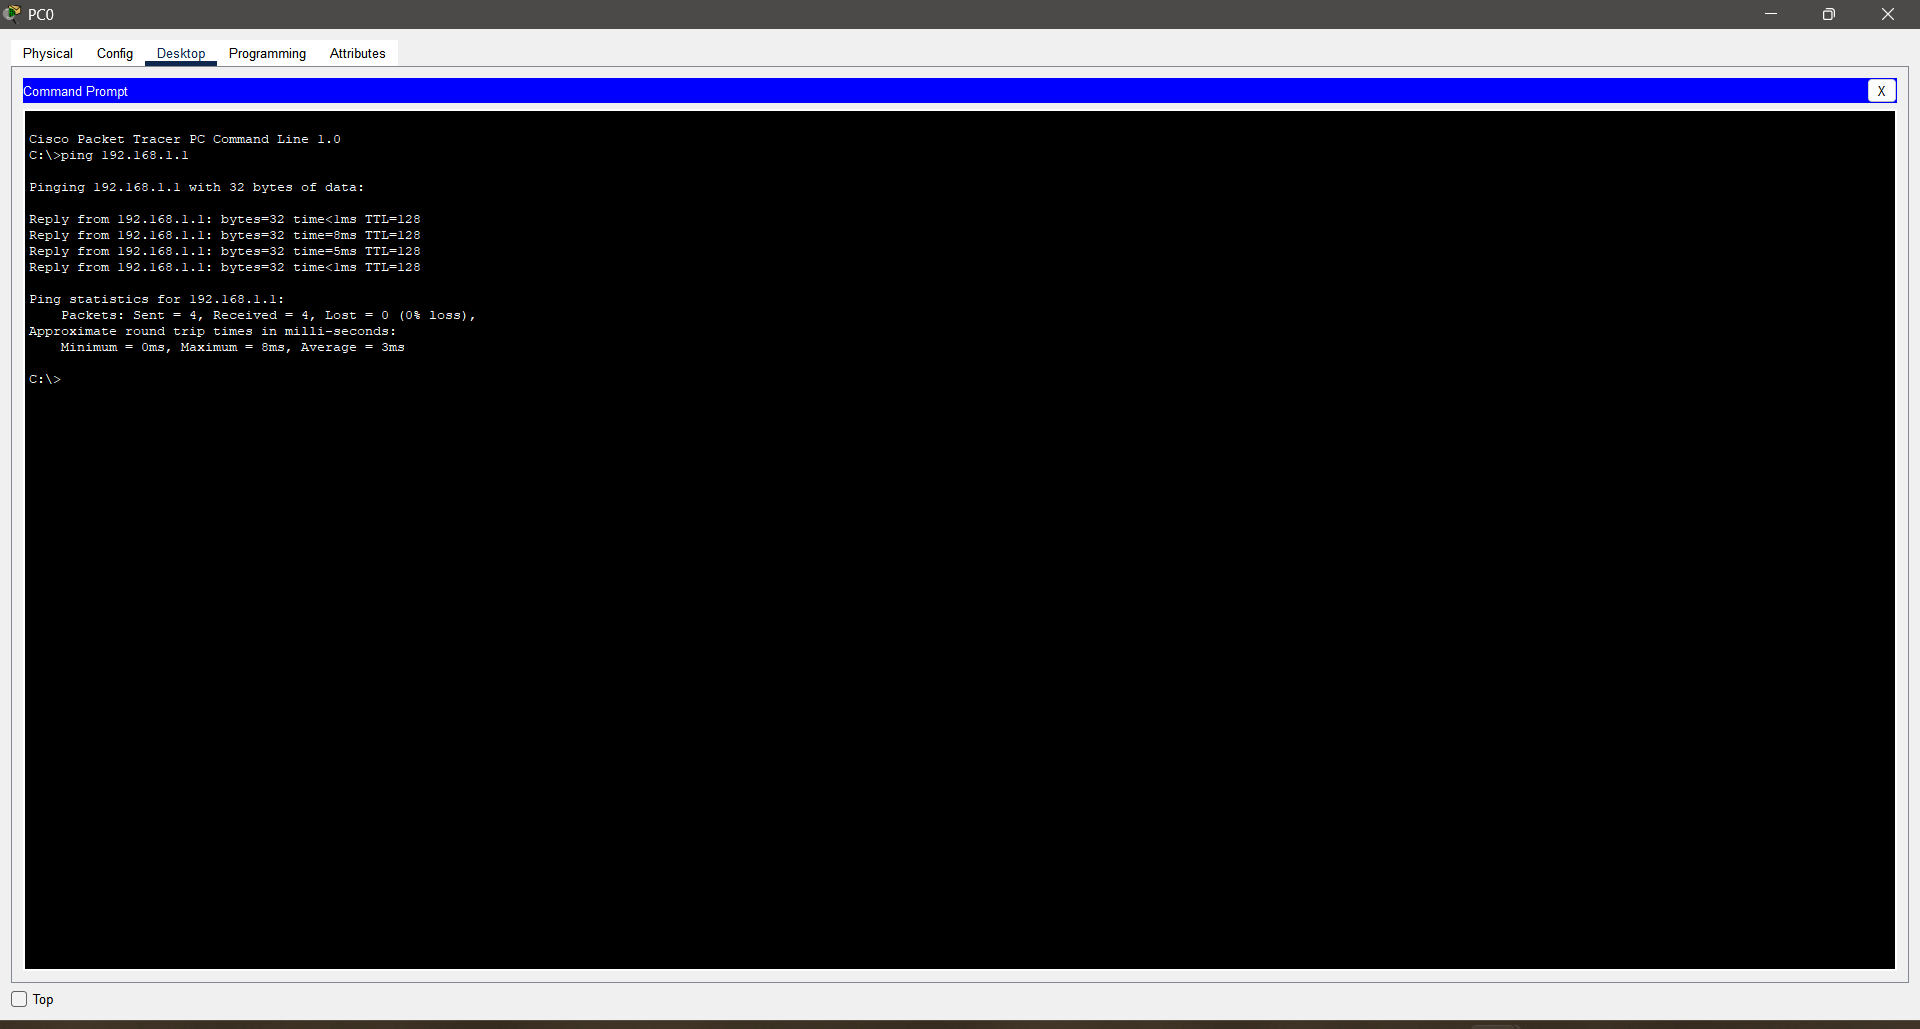 PC0
Physical Config Desktop Programming Attributes
Command Prompt
X
Cisco Packet Tracer PC Command Line 1.0
C:\>ping 192.168.1.1
Pinging 192.168.1.1 with 32 bytes of data:
Reply from 192.168.1.1: bytes=32 time<1ms TTL=128
Reply from 192.168.1.1: bytes=32 time=8ms TTL=128
Reply from 192.168.1.1: bytes=32 time=5ms TTL=128
Reply from 192.168.1.1: bytes=32 time<1ms TTL=128
Ping statistics for 192.168.1.1:
Packets: Sent = 4, Received = 4, Lost = 0 (0% loss),
Approximate round trip times in milli-seconds:
Minimum = 0ms, Maximum = 8ms, Average = 3ms
C:\>
Top